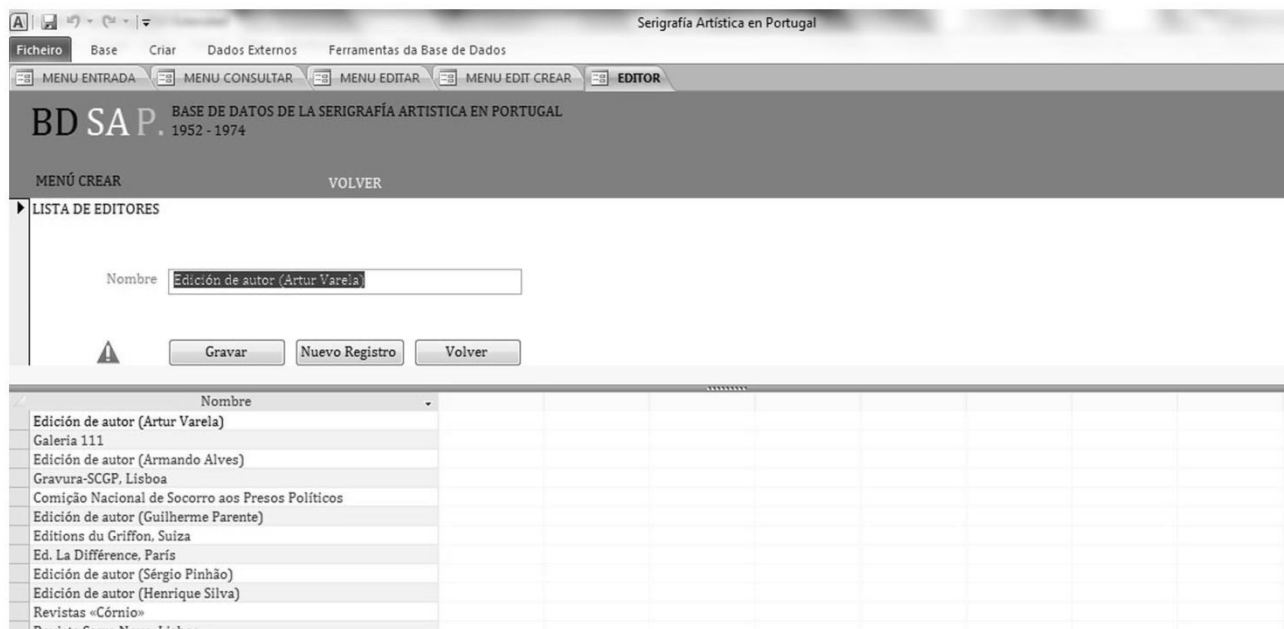 Serigrafía Artística en Portugal
Ficheiro Base Criar Dados Externos Ferramentas da Base de Dados
MENU ENTRADA MENU CONSULTAR MENU EDITAR MENU EDIT CREAR EDITOR
BD SA P. BASE DE DATOS DE LA SERIGRAFÍA ARTISTICA EN PORTUGAL
1952 - 1974
MENÚ CREAR VOLVER
LISTA DE EDITORES
Nombre Edición de autor (Artur Varela)
Gravar Nuevo Registro Volver
Nombre
Edición de autor (Artur Varela)
Galeria 111
Edición de autor (Armando Alves)
Gravura-SCGP, Lisboa
Comição Nacional de Socorro aos Presos Políticos
Edición de autor (Guilherme Parente)
Editions du Griffon, Suiza
Ed. La Différence, París
Edición de autor (Sérgio Pinhão)
Edición de autor (Henrique Silva)
Revistas «Córnio»